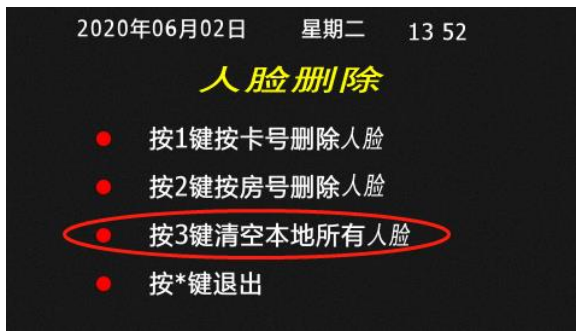 2020年06月02日 星期二 13 52
人脸删除
按1键按卡号删除人脸
按2键按房号删除人脸
按3键清空本地所有人脸
按*键退出